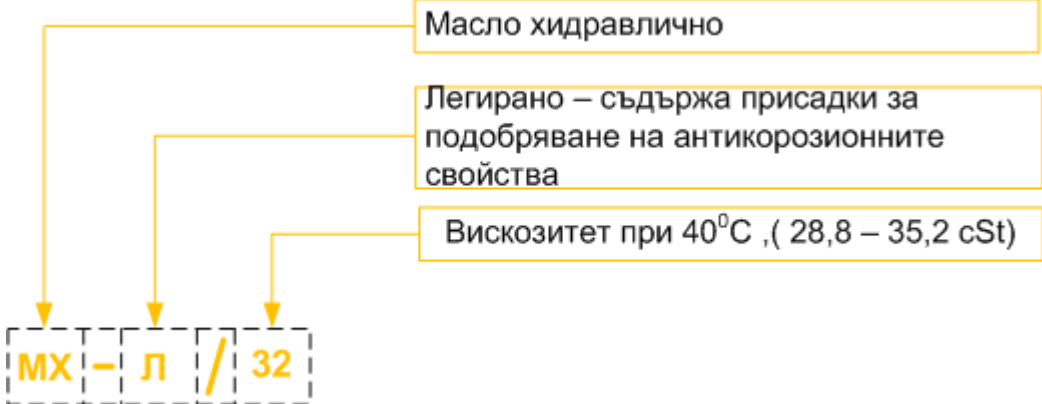 Масло хидравлично
Легирано – съдържа присадки за
подобряване на антикорозионните
свойства
Вискозитет при 40⁰С ,( 28,8 – 35,2 cSt)
МХ – Л / 32